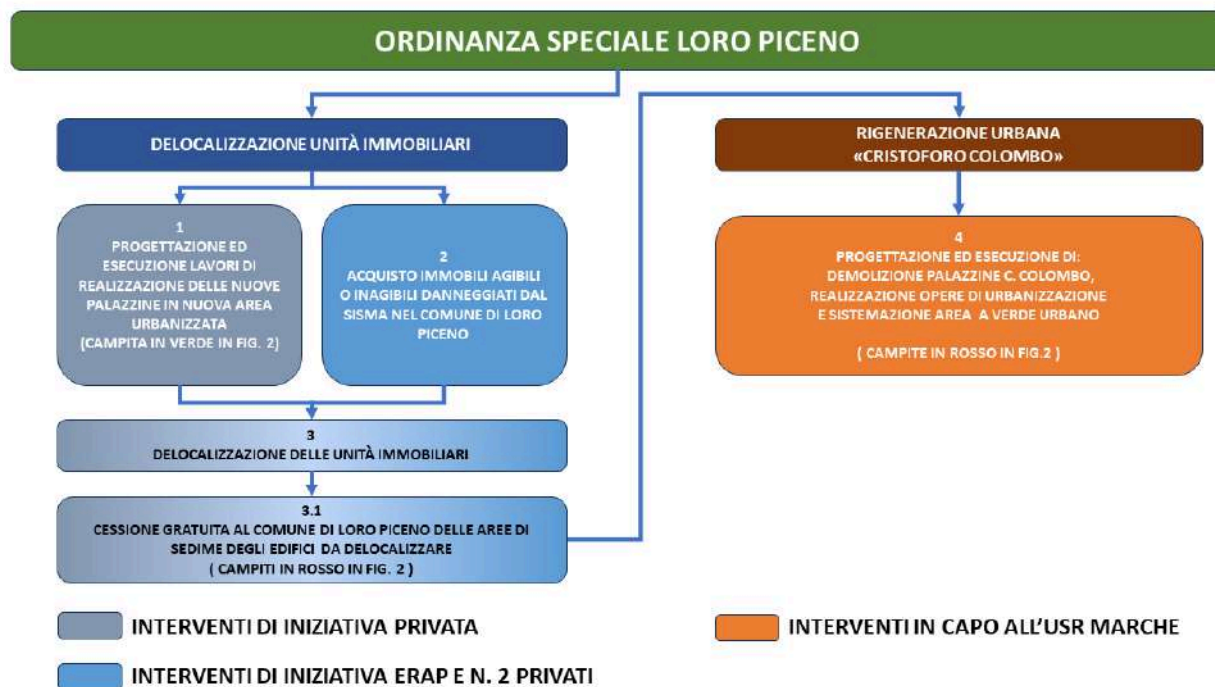 ORDINANZA SPECIALE LORO PICENO
DELOCALIZZAZIONE UNITÀ IMMOBILIARI
RIGENERAZIONE URBANA
«CRISTOFORO COLOMBO»
1
PROGETTAZIONE ED
ESECUZIONE LAVORI DI
REALIZZAZIONE DELLE NUOVE
PALAZZINE IN NUOVA AREA
URBANIZZATA
(CAMPITA IN VERDE IN FIG. 2)
2
ACQUISTO IMMOBILI AGIBILI
O INAGIBILI DANNEGGIATI DAL
SISMA NEL COMUNE DI LORO
PICENO
4
PROGETTAZIONE ED ESECUZIONE DI:
DEMOLIZIONE PALAZZINE C. COLOMBO,
REALIZZAZIONE OPERE DI URBANIZZAZIONE
E SISTEMAZIONE AREA A VERDE URBANO
( CAMPITE IN ROSSO IN FIG.2 )
3
DELOCALIZZAZIONE DELLE UNITÀ IMMOBILIARI
3.1
CESSIONE GRATUITA AL COMUNE DI LORO PICENO DELLE AREE DI
SEDIME DEGLI EDIFICI DA DELOCALIZZARE
( CAMPITI IN ROSSO IN FIG. 2 )
INTERVENTI DI INIZIATIVA PRIVATA
INTERVENTI IN CAPO ALL'USR MARCHE
INTERVENTI DI INIZIATIVA ERAP E N. 2 PRIVATI